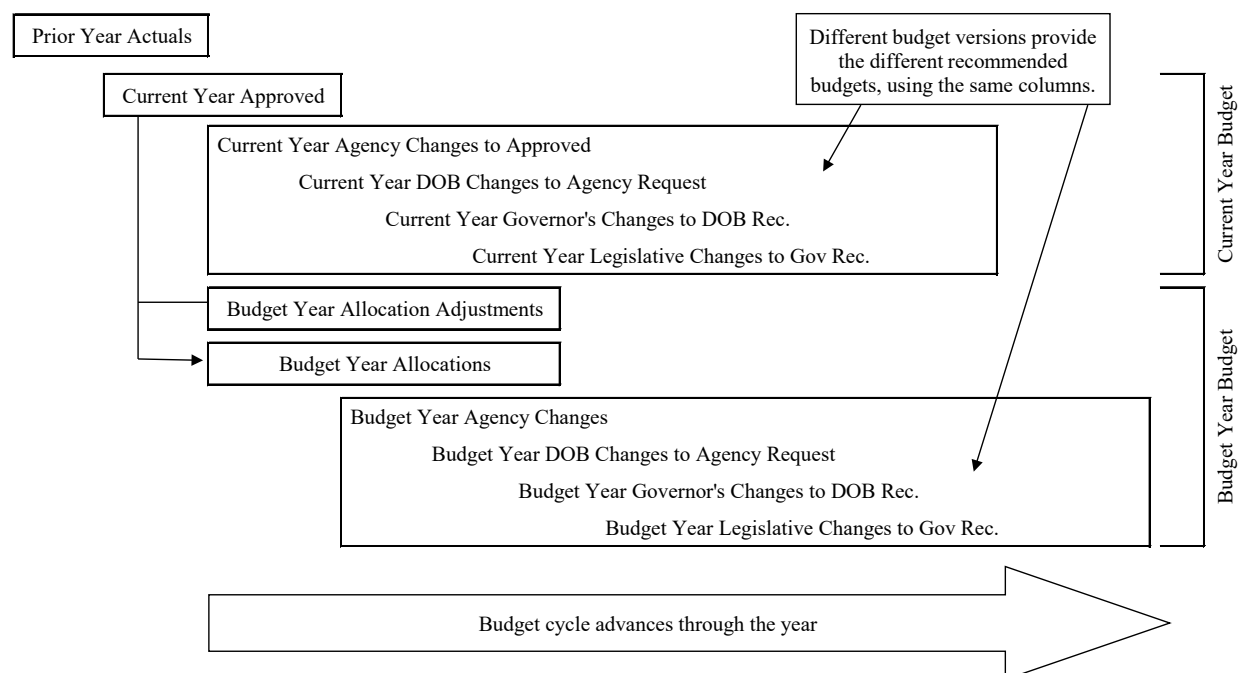 Prior Year Actuals
Different budget versions provide
the different recommended
budgets, using the same columns.
Current Year Approved
Current Year Agency Changes to Approved
Current Year DOB Changes to Agency Request
Current Year Governor's Changes to DOB Rec.
Current Year Legislative Changes to Gov Rec.
Current Year Budget
Budget Year Allocation Adjustments
Budget Year Allocations
Budget Year Agency Changes
Budget Year DOB Changes to Agency Request
Budget Year Governor's Changes to DOB Rec.
Budget Year Legislative Changes to Gov Rec.
Budget Year Budget
Budget cycle advances through the year